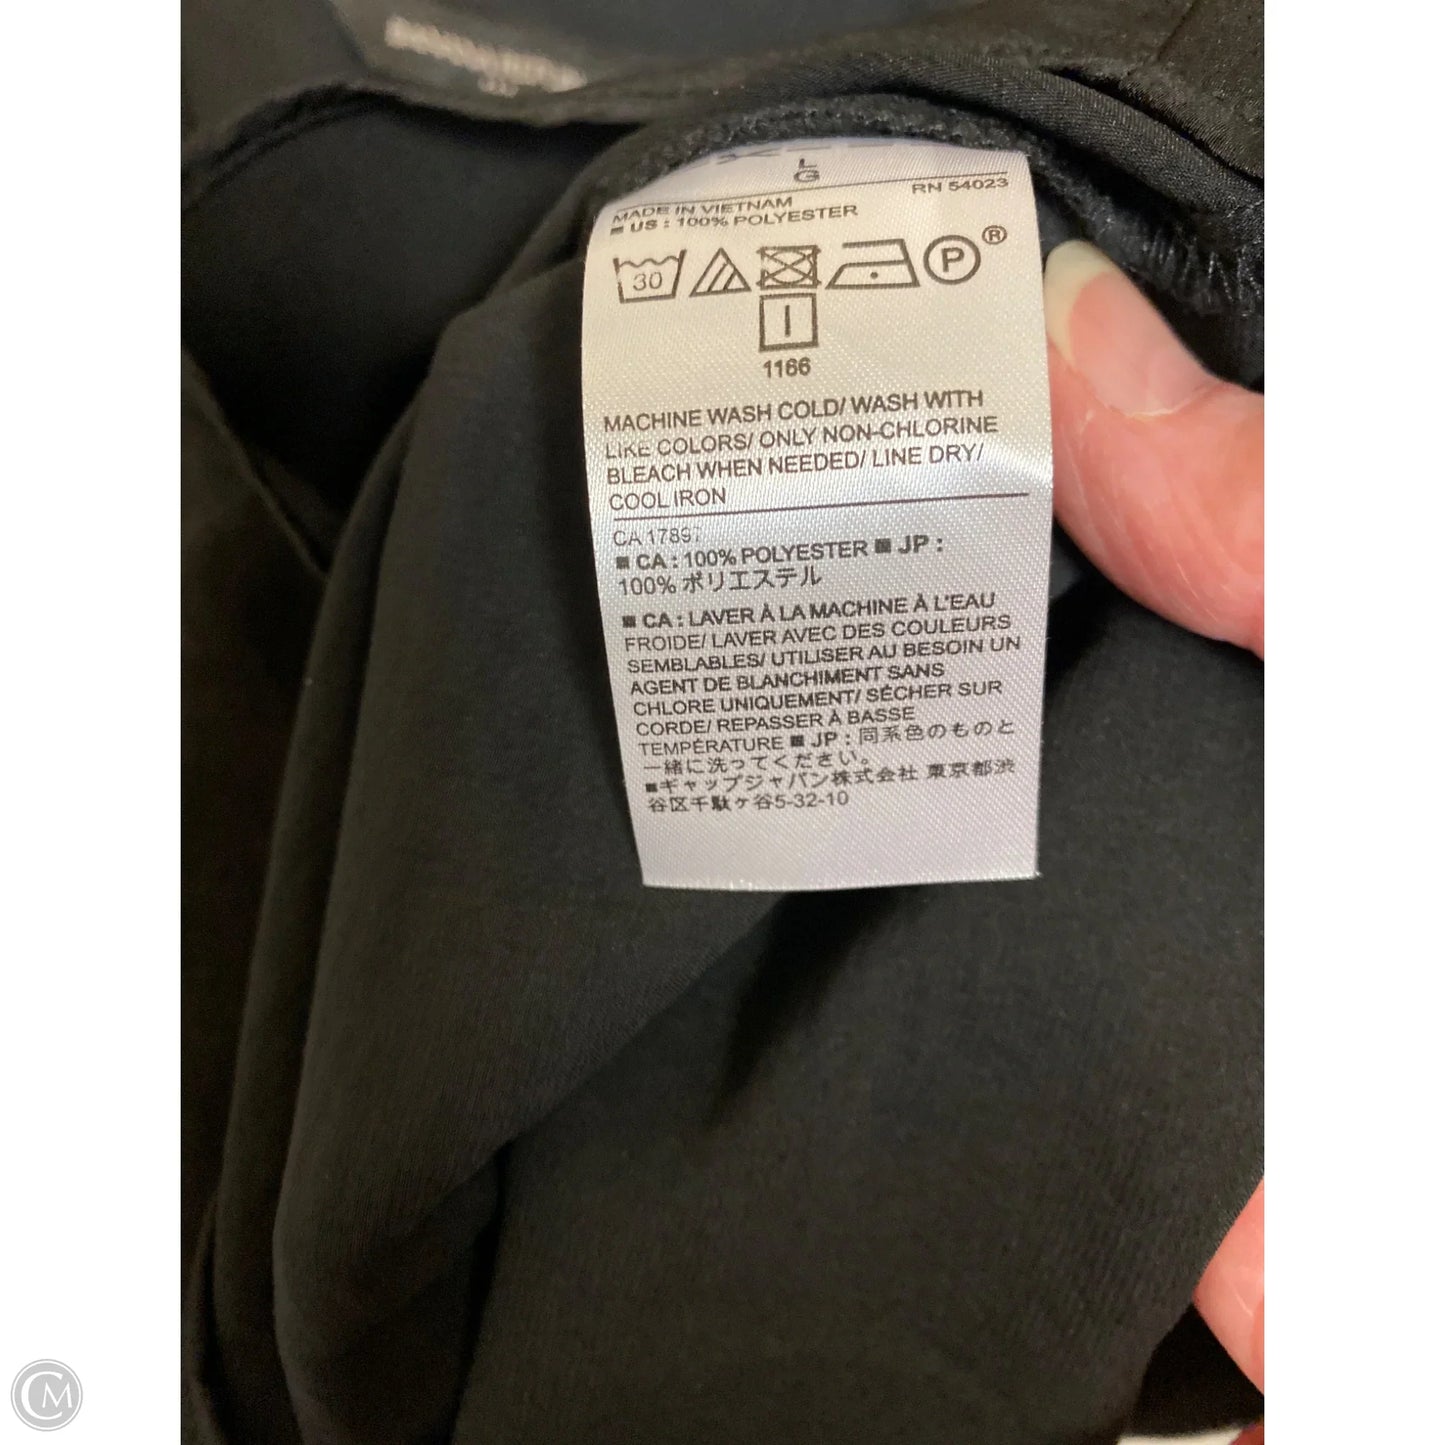 L
G
RN 54023
MADE IN VIETNAM
■ US : 100% POLYESTER
30
P ®
1166
MACHINE WASH COLD/ WASH WITH
LIKE COLORS/ ONLY NON-CHLORINE
BLEACH WHEN NEEDED/ LINE DRY/
COOL IRON
CA 17897
■ CA : 100% POLYESTER ■ JP :
100% ポリエステル
■ CA : LAVER À LA MACHINE À L'EAU
FROIDE/ LAVER AVEC DES COULEURS
SEMBLABLES/ UTILISER AU BESOIN UN
AGENT DE BLANCHIMENT SANS
CHLORE UNIQUEMENT/ SÉCHER SUR
CORDE/ REPASSER À BASSE
TEMPÉRATURE ■ JP : 同系色のものと
一緒に洗ってください。
■ギャップジャパン株式会社 東京都渋
谷区千駄ケ谷5-32-10
CM